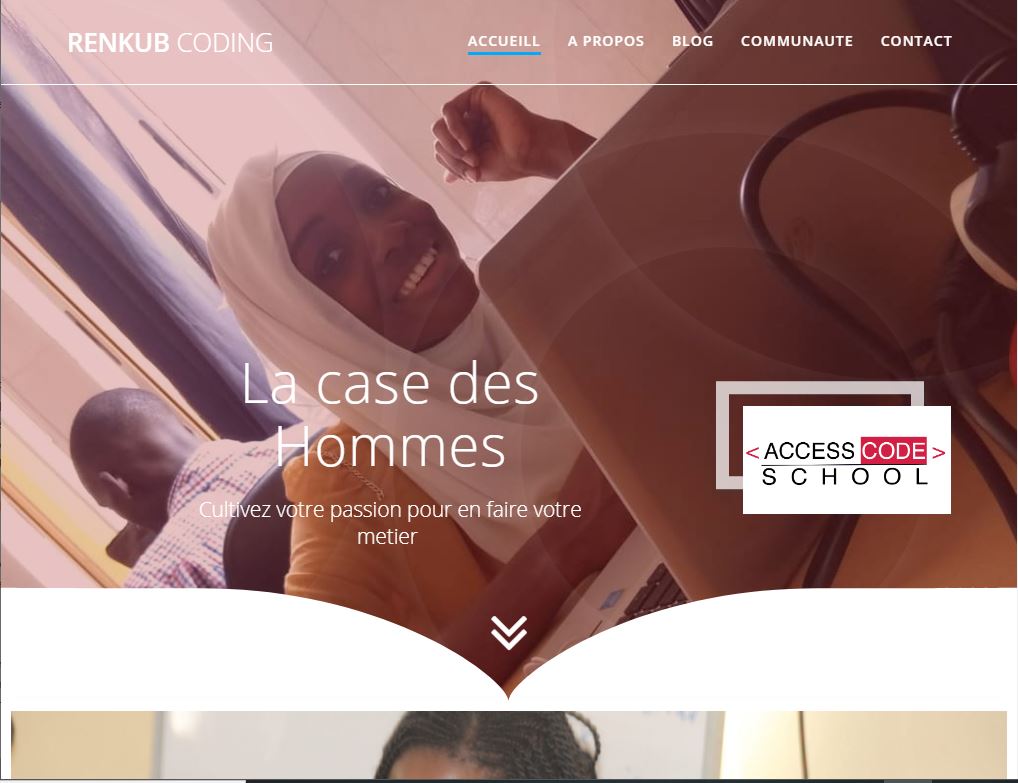 RENKUB CODING
ACCUEILL A PROPOS BLOG COMMUNAUTE CONTACT
La case des
Hommes
Cultivez votre passion pour en faire votre
metier
<ACCESS CODE>
SCHOOL